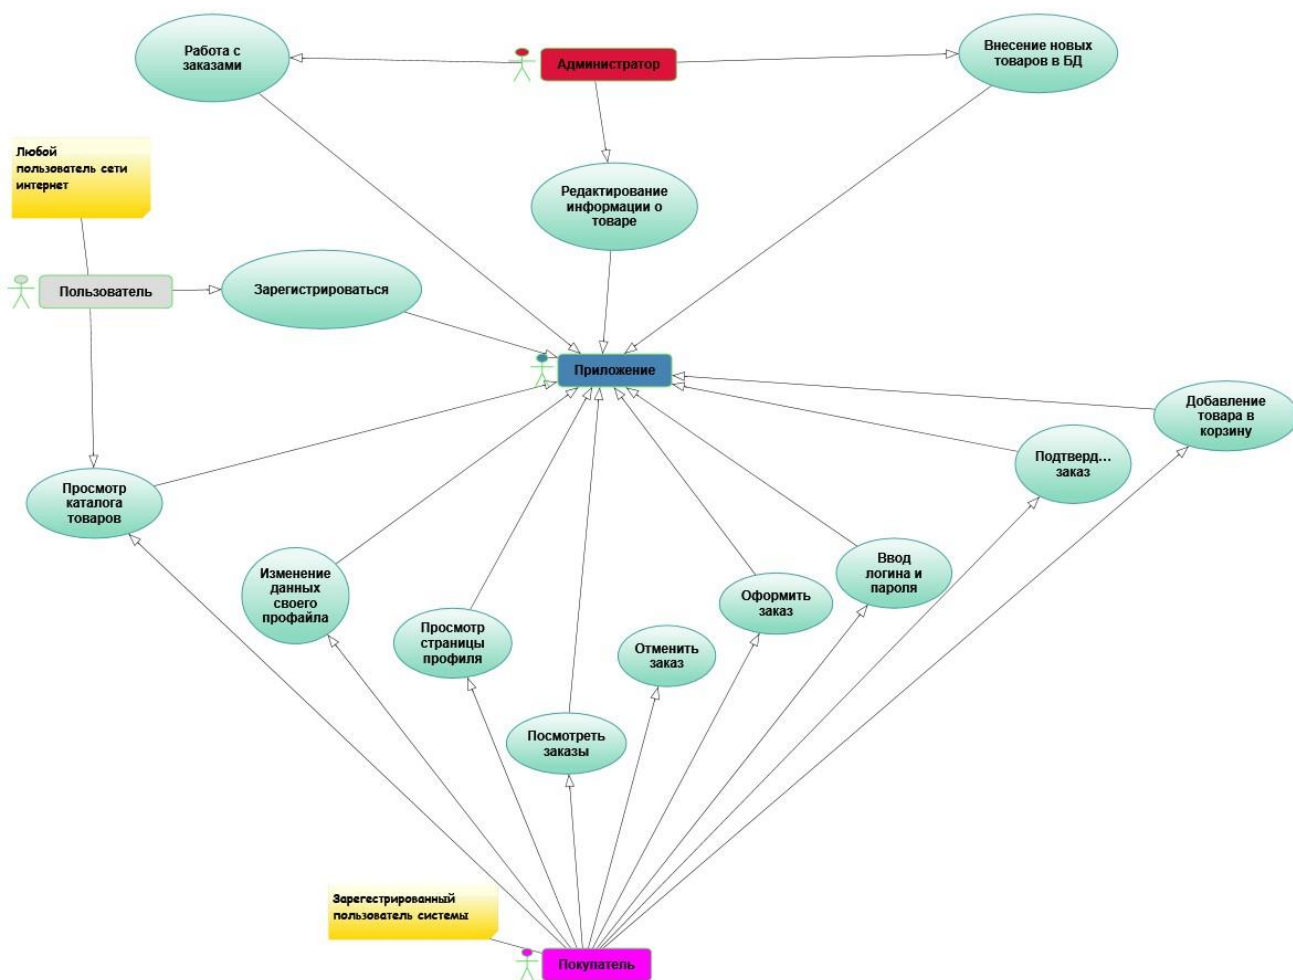 Работа с
заказами
Администратор
Внесение новых
товаров в БД
Любой
пользователь сети
интернет
Редактирование
информации о
товаре
Пользователь
Зарегистрироваться
Приложение
Добавление
товара в
корзину
Подтверд...
заказ
Просмотр
каталога
товаров
Изменение
данных
своего
профайла
Ввод
логина и
пароля
Оформить
заказ
Просмотр
страницы
профиля
Отменить
заказ
Посмотреть
заказы
Зарегестрированный
пользователь системы
Покупатель